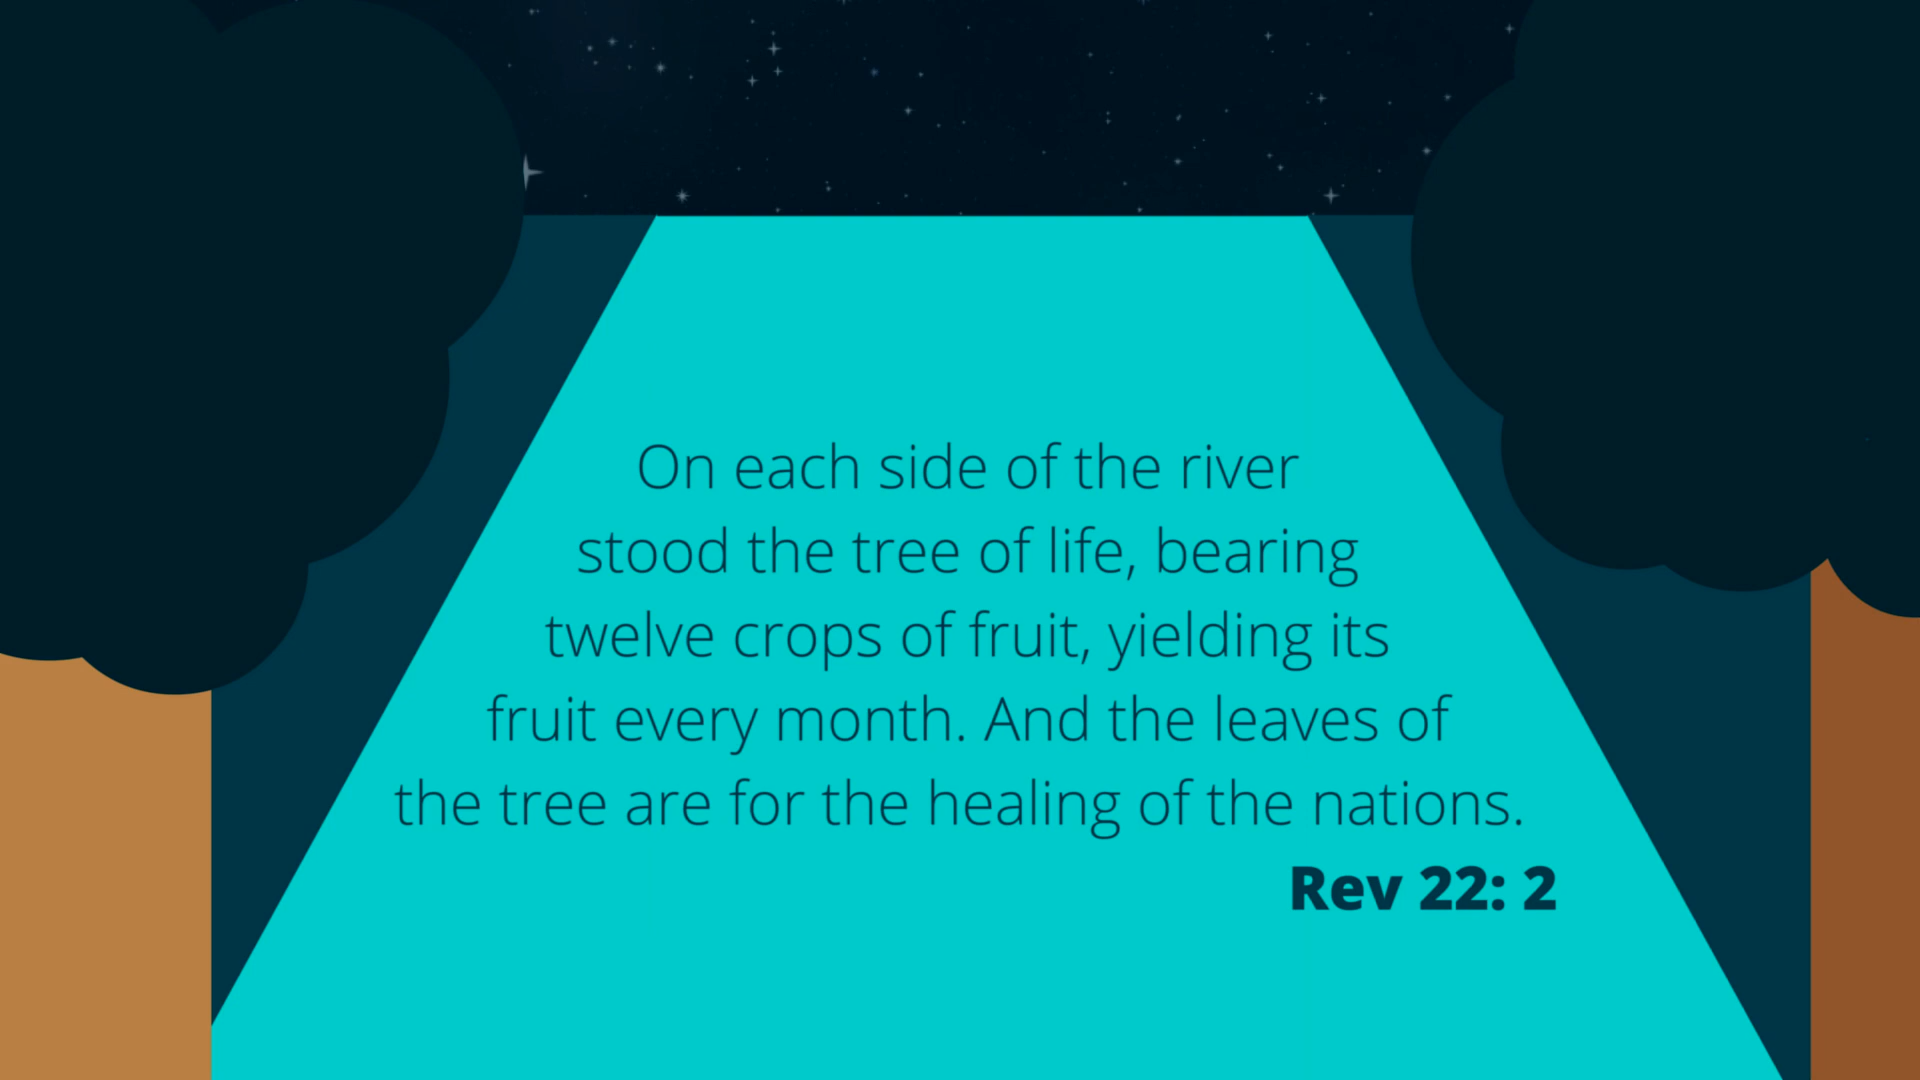 On each side of the river
stood the tree of life, bearing
twelve crops of fruit, yielding its
fruit every month. And the leaves of
the tree are for the healing of the nations.
Rev 22: 2